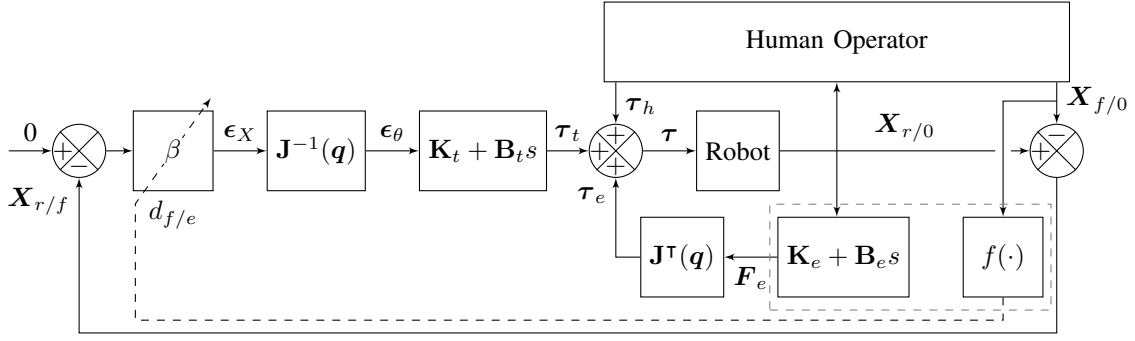 Human Operator
0
+
−
X_{r/f}
β
d_{f/e}
ϵ_X
J^{−1}(q)
ϵ_θ
K_t + B_t s
τ_t
τ_h
+
+
+
τ_e
τ
Robot
X_{r/0}
X_{f/0}
+
−
J^⊤(q)
F_e
K_e + B_e s
f(·)